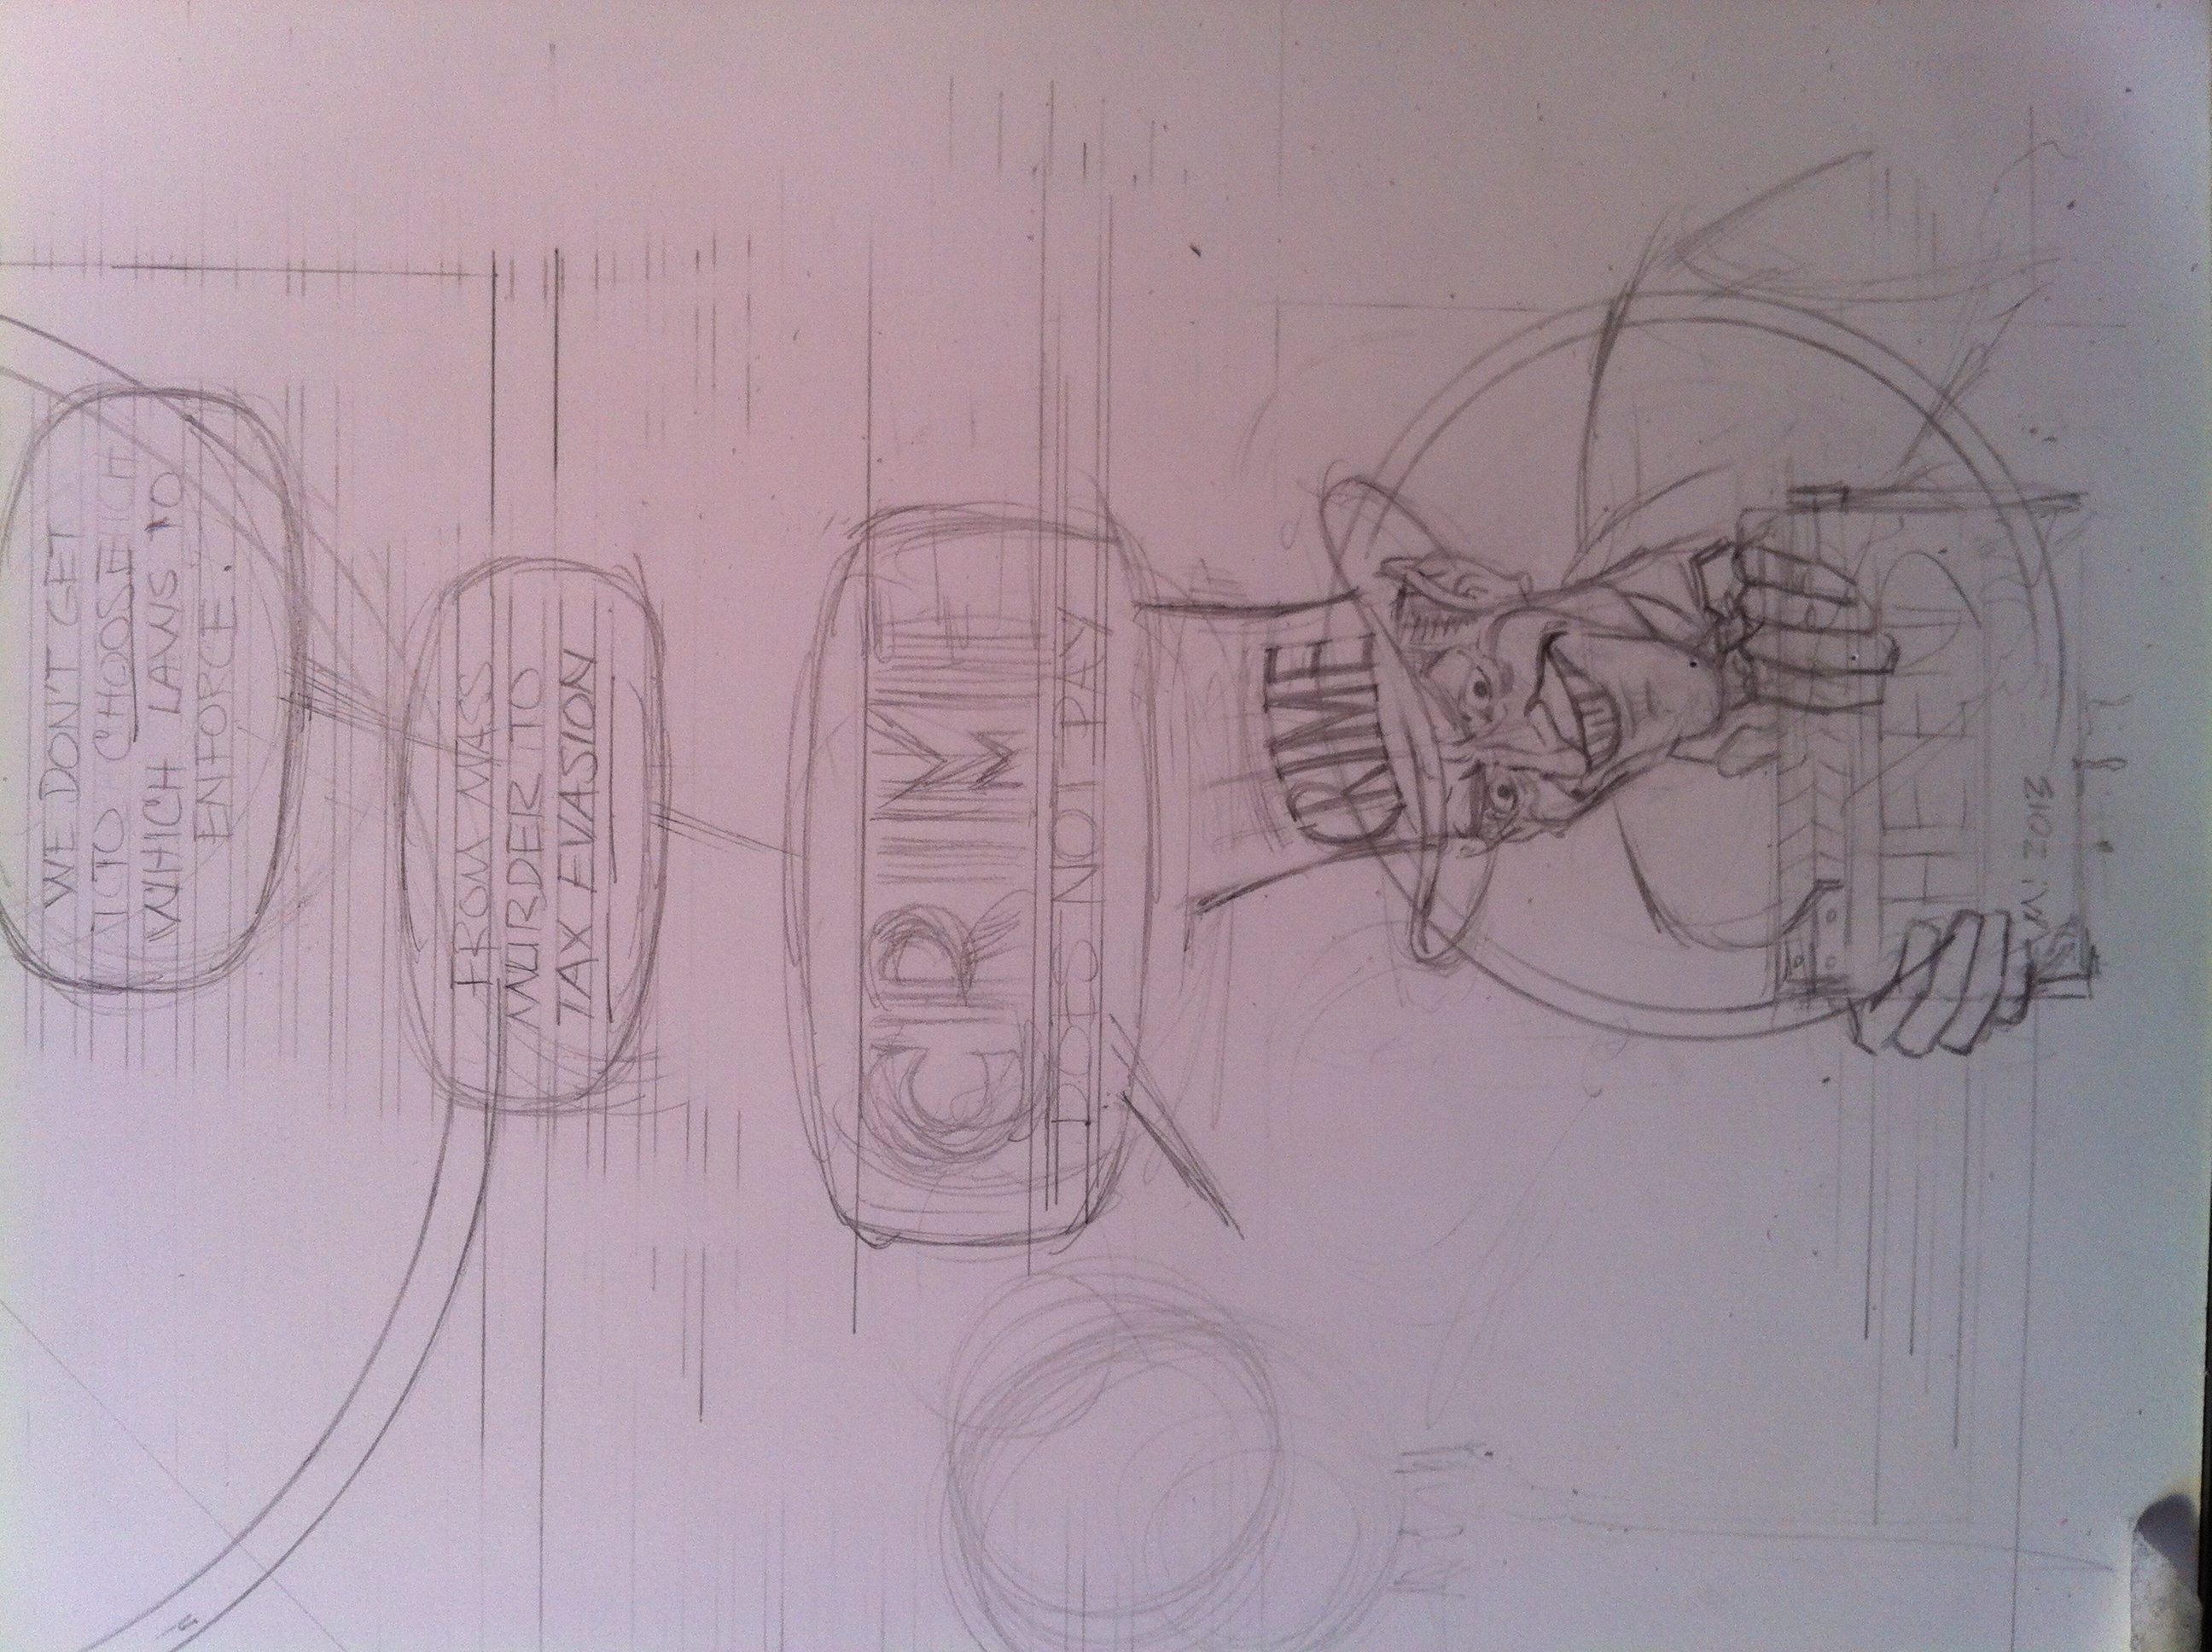 WE DON'T GET
TO CHOOSE
WHICH LAWS TO
ENFORCE.
FROM MASS
MURDER TO
TAX EVASION
CRIME
DOES NOT PAY
CRIME
THE END
2013